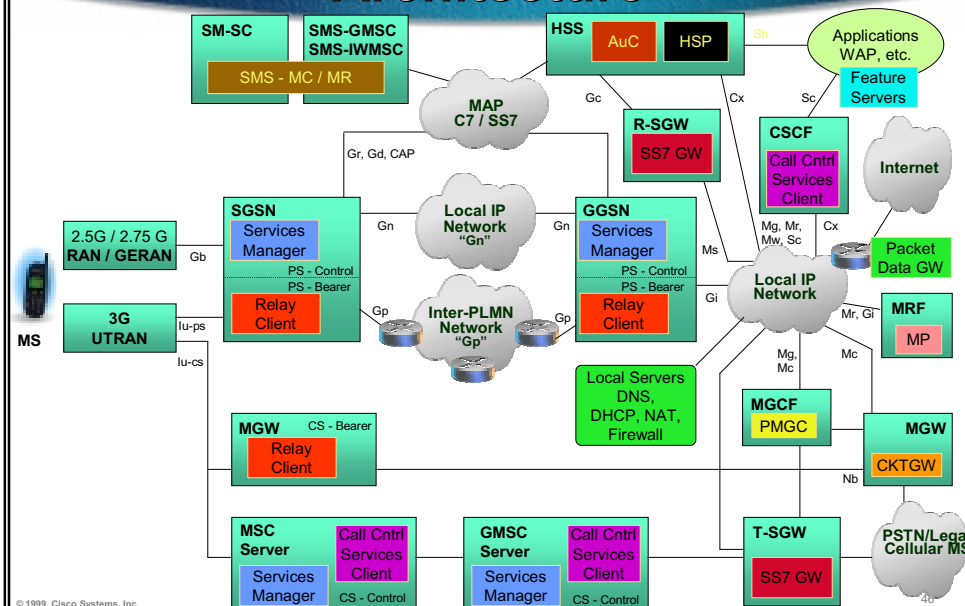 Architecture
SM-SC
SMS-GMSC
SMS-IWMSC
SMS - MC / MR
HSS
AuC
HSP
Sh
Applications
WAP, etc.
Feature
Servers
MAP
C7 / SS7
Gc
Cx
Sc
R-SGW
SS7 GW
CSCF
Call Cntrl
Services
Client
Internet
Gr, Gd, CAP
SGSN
Services
Manager
PS - Control
PS - Bearer
Relay
Client
Gn
Local IP
Network
"Gn"
Gn
GGSN
Services
Manager
PS - Control
PS - Bearer
Relay
Client
Ms
Mg, Mr,
Mw, Sc
Cx
Packet
Data GW
2.5G / 2.75 G
RAN / GERAN
Gb
Local IP
Network
Gi
MS
3G
UTRAN
Iu-ps
Iu-cs
Gp
Inter-PLMN
Network
"Gp"
Gp
Mr, Gi
MRF
MP
Mg,
Mc
Mc
Local Servers
DNS,
DHCP, NAT,
Firewall
MGCF
PMGC
MGW
CKTGW
Nb
MGW
CS - Bearer
Relay
Client
MSC
Server
Call Cntrl
Services
Client
Services
Manager
CS - Control
GMSC
Server
Call Cntrl
Services
Client
Services
Manager
CS - Control
T-SGW
SS7 GW
PSTN/Lega
Cellular MS
© 1999, Cisco Systems, Inc.